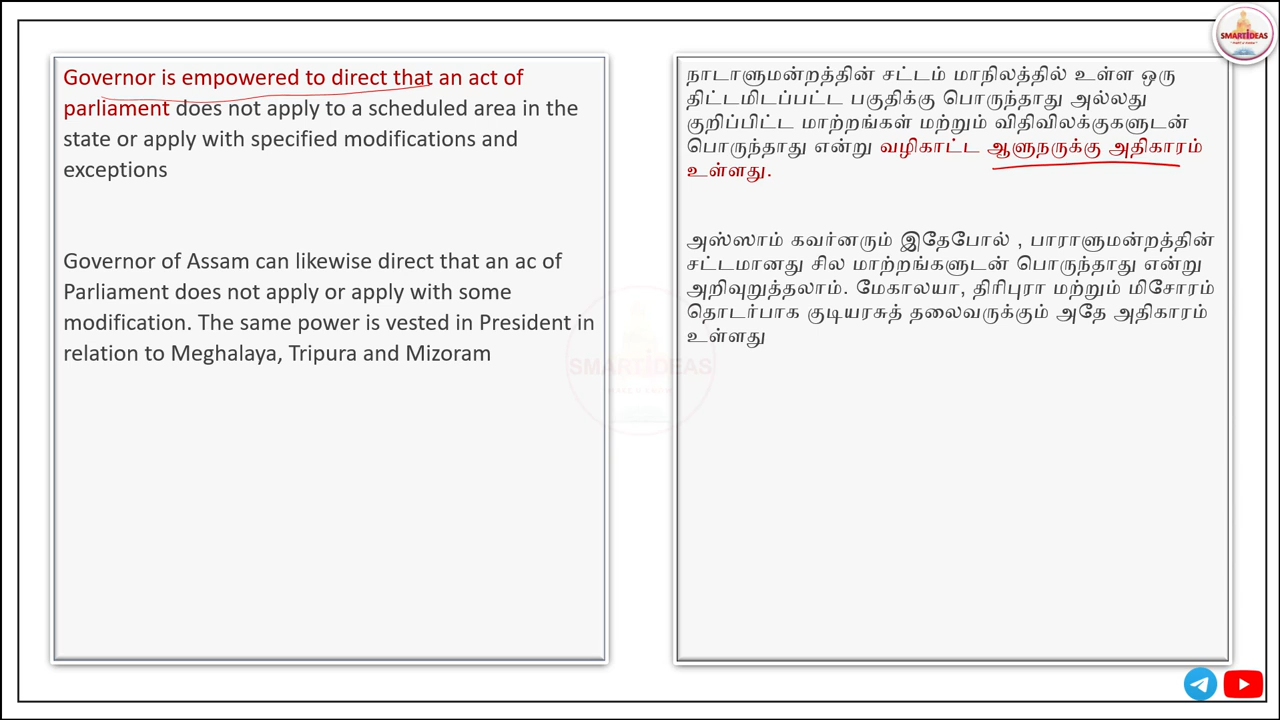 Governor is empowered to direct that an act of
parliament does not apply to a scheduled area in the
state or apply with specified modifications and
exceptions
Governor of Assam can likewise direct that an ac of
Parliament does not apply or apply with some
modification. The same power is vested in President in
relation to Meghalaya, Tripura and Mizoram
நாடாளுமன்றத்தின் சட்டம் மாநிலத்தில் உள்ள ஒரு
திட்டமிடப்பட்ட பகுதிக்கு பொருந்தாது அல்லது
குறிப்பிட்ட மாற்றங்கள் மற்றும் விதிவிலக்குகளுடன்
பொருந்தாது என்று வழிகாட்ட ஆளுநருக்கு அதிகாரம்
உள்ளது.
அஸ்ஸாம் கவர்னரும் இதேபோல் , பாராளுமன்றத்தின்
சட்டமானது சில மாற்றங்களுடன் பொருந்தாது என்று
அறிவுறுத்தலாம். மேகாலயா, திரிபுரா மற்றும் மிசோரம்
தொடர்பாக குடியரசுத் தலைவருக்கும் அதே அதிகாரம்
உள்ளது
SMARTIDEAS
SMARTIDEAS